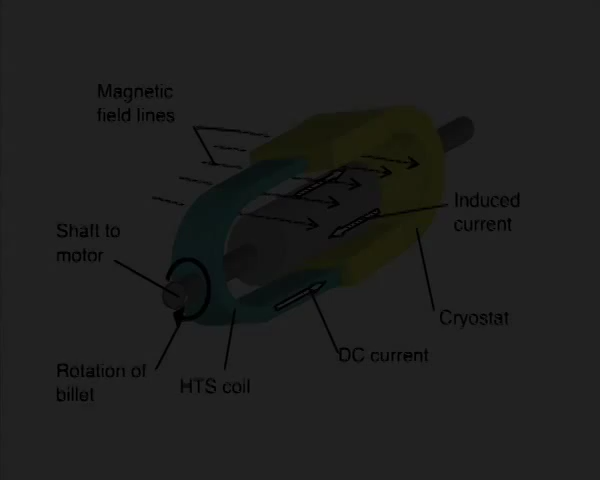 Magnetic
field lines
Induced
current
Shaft to
motor
Cryostat
DC current
Rotation of
billet
HTS coil